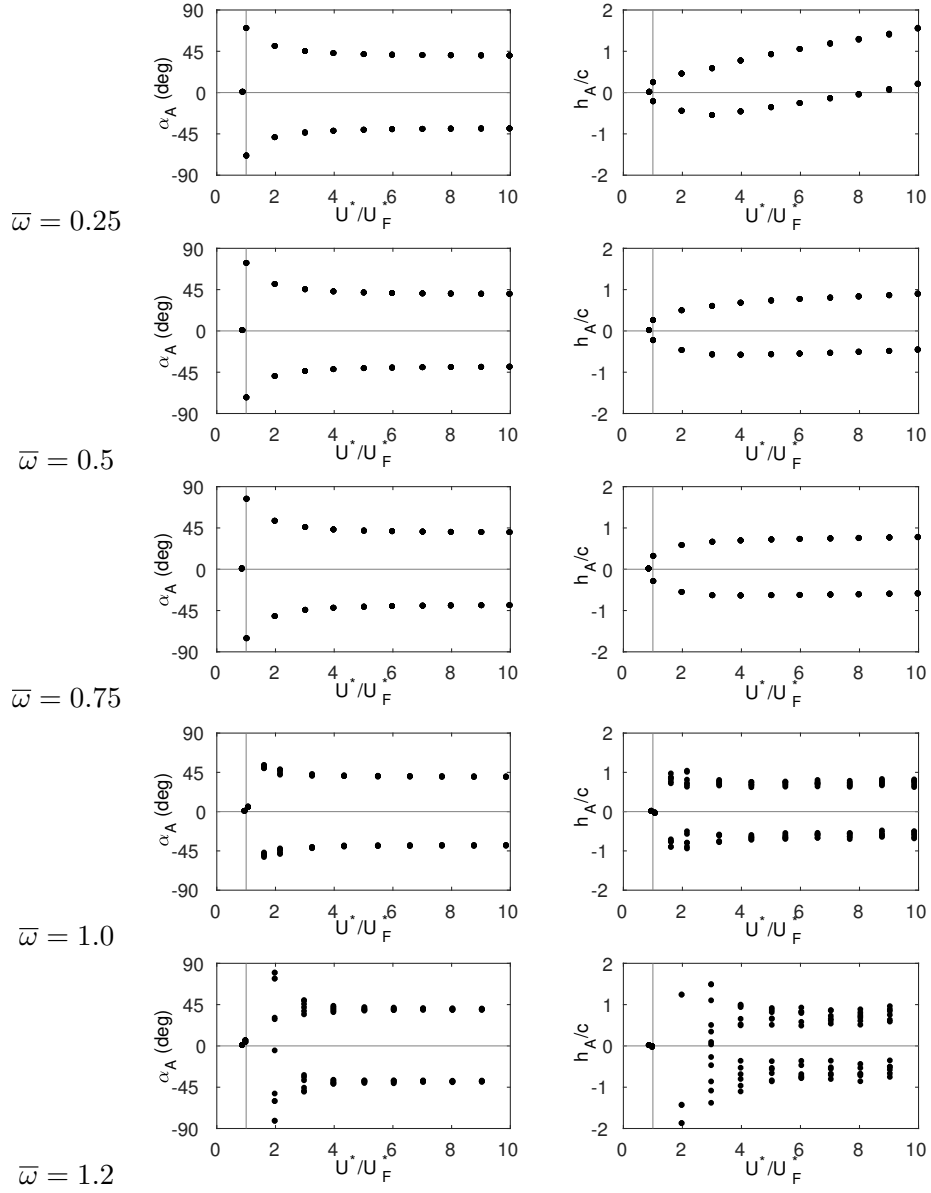 90
45
0
-45
-90
α_A (deg)
0 2 4 6 8 10
U*/U*_F
2
1
0
-1
-2
h_A/c
0 2 4 6 8 10
U*/U*_F
ω̅ = 0.25
90
45
0
-45
-90
α_A (deg)
0 2 4 6 8 10
U*/U*_F
2
1
0
-1
-2
h_A/c
0 2 4 6 8 10
U*/U*_F
ω̅ = 0.5
90
45
0
-45
-90
α_A (deg)
0 2 4 6 8 10
U*/U*_F
2
1
0
-1
-2
h_A/c
0 2 4 6 8 10
U*/U*_F
ω̅ = 0.75
90
45
0
-45
-90
α_A (deg)
0 2 4 6 8 10
U*/U*_F
2
1
0
-1
-2
h_A/c
0 2 4 6 8 10
U*/U*_F
ω̅ = 1.0
90
45
0
-45
-90
α_A (deg)
0 2 4 6 8 10
U*/U*_F
2
1
0
-1
-2
h_A/c
0 2 4 6 8 10
U*/U*_F
ω̅ = 1.2